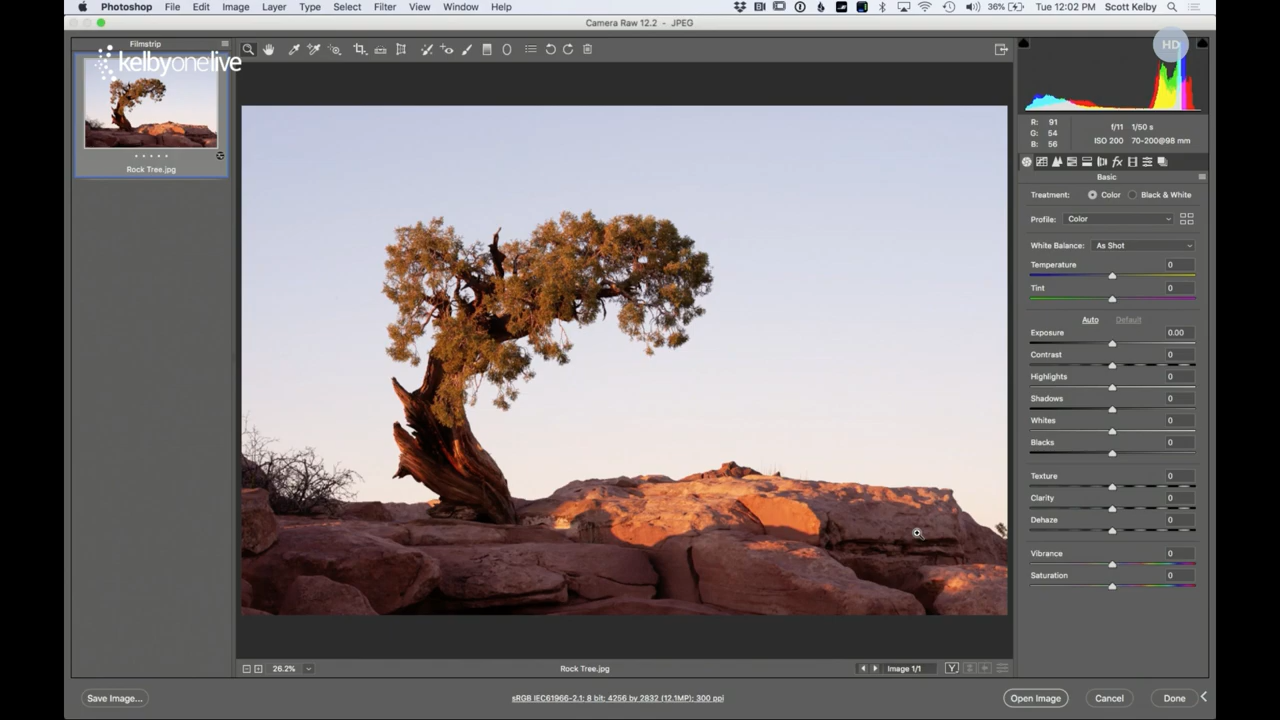 Photoshop File Edit Image Layer Type Select Filter View Window Help 36% Tue 12:02 PM Scott Kelby
Camera Raw 12.2 - JPEG
Filmstrip
kelbyonelive
HD
Rock Tree.jpg
R: 91
G: 54
B: 56
f/11 1/50 s
ISO 200 70-200@98 mm
fx
Basic
Treatment: Color Black & White
Profile: Color
White Balance: As Shot
Temperature 0
Tint 0
Auto Default
Exposure 0.00
Contrast 0
Highlights 0
Shadows 0
Whites 0
Blacks 0
Texture 0
Clarity 0
Dehaze 0
Vibrance 0
Saturation 0
26.2% Rock Tree.jpg Image 1/1 Y
Save Image... sRGB IEC61966-2.1; 8 bit; 4256 by 2832 (12.1MP); 300 ppi Open Image Cancel Done